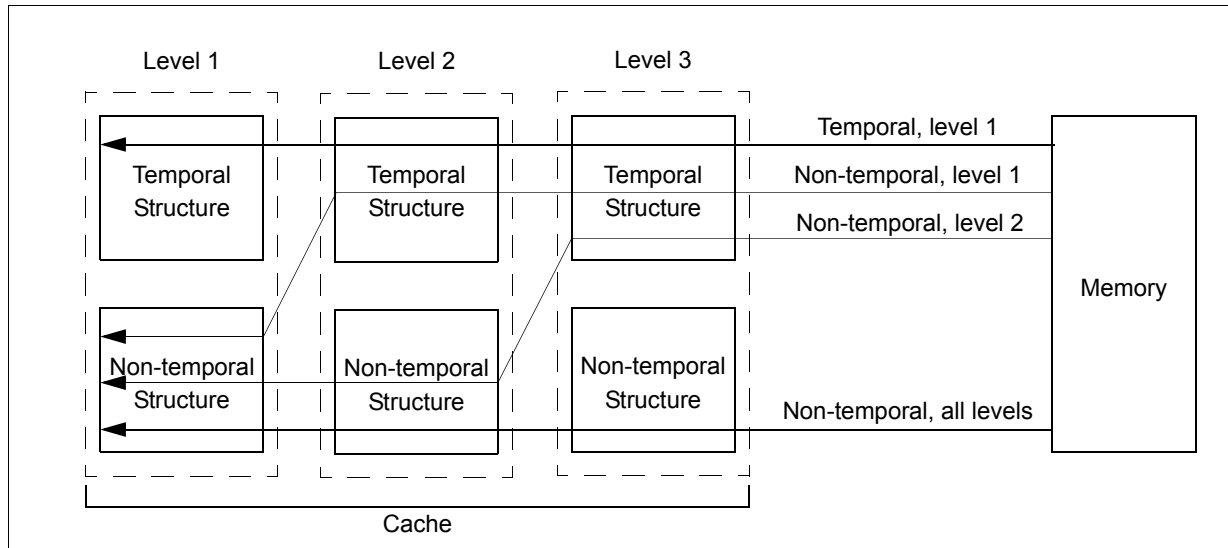 Level 1
Level 2
Level 3
Temporal, level 1
Temporal
Structure
Temporal
Structure
Temporal
Structure
Non-temporal, level 1
Non-temporal, level 2
Memory
Non-temporal
Structure
Non-temporal
Structure
Non-temporal
Structure
Non-temporal, all levels
Cache